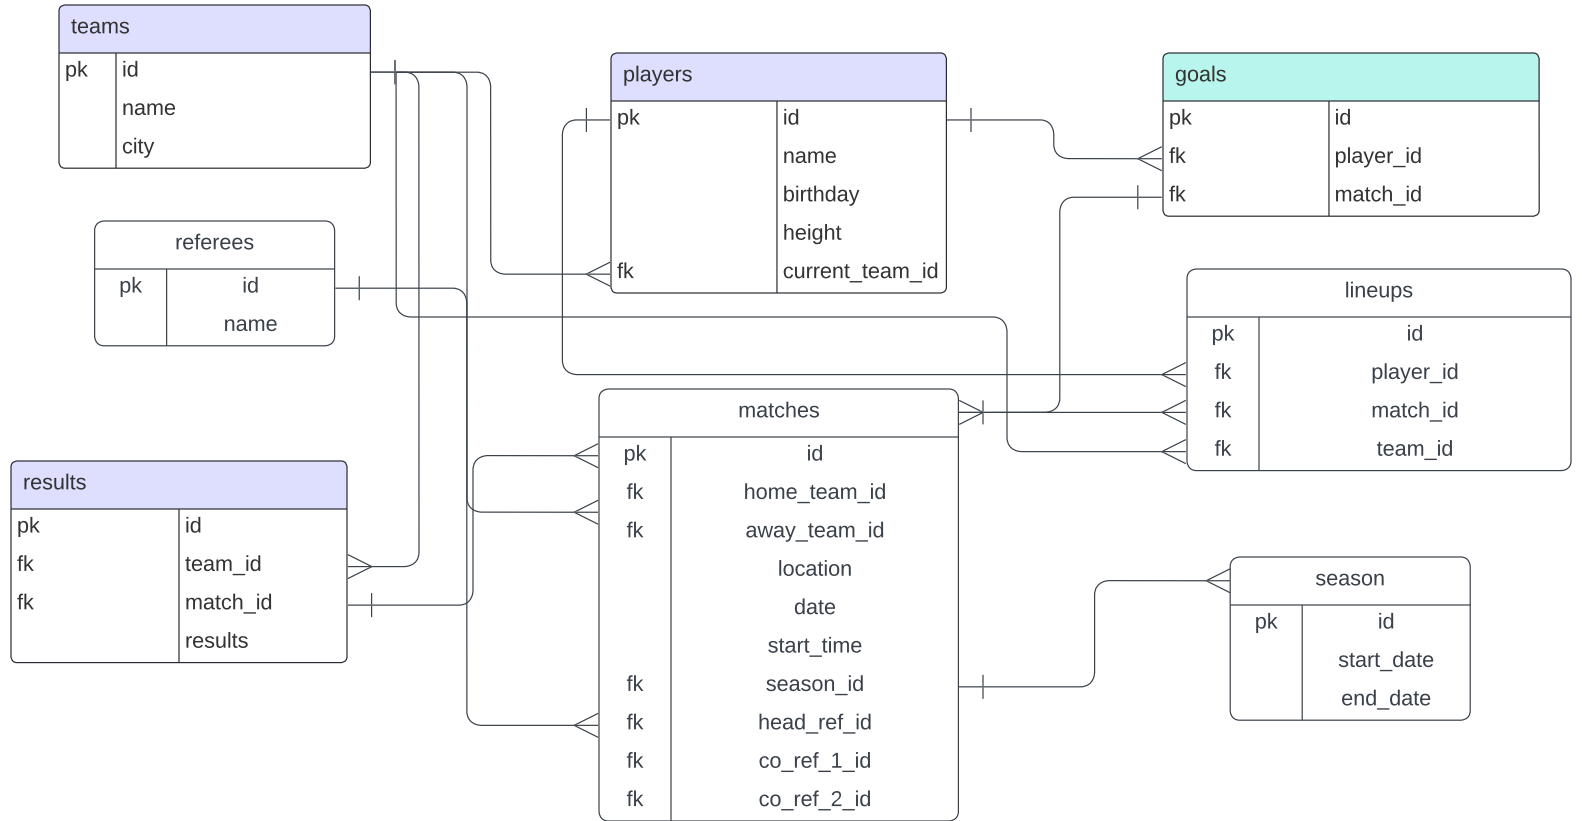 teams
pk id
name
city
players
pk id
name
birthday
height
fk current_team_id
goals
pk id
fk player_id
fk match_id
referees
pk id
name
lineups
pk id
fk player_id
fk match_id
fk team_id
matches
pk id
fk home_team_id
fk away_team_id
location
date
start_time
fk season_id
fk head_ref_id
fk co_ref_1_id
fk co_ref_2_id
results
pk id
fk team_id
fk match_id
results
season
pk id
start_date
end_date